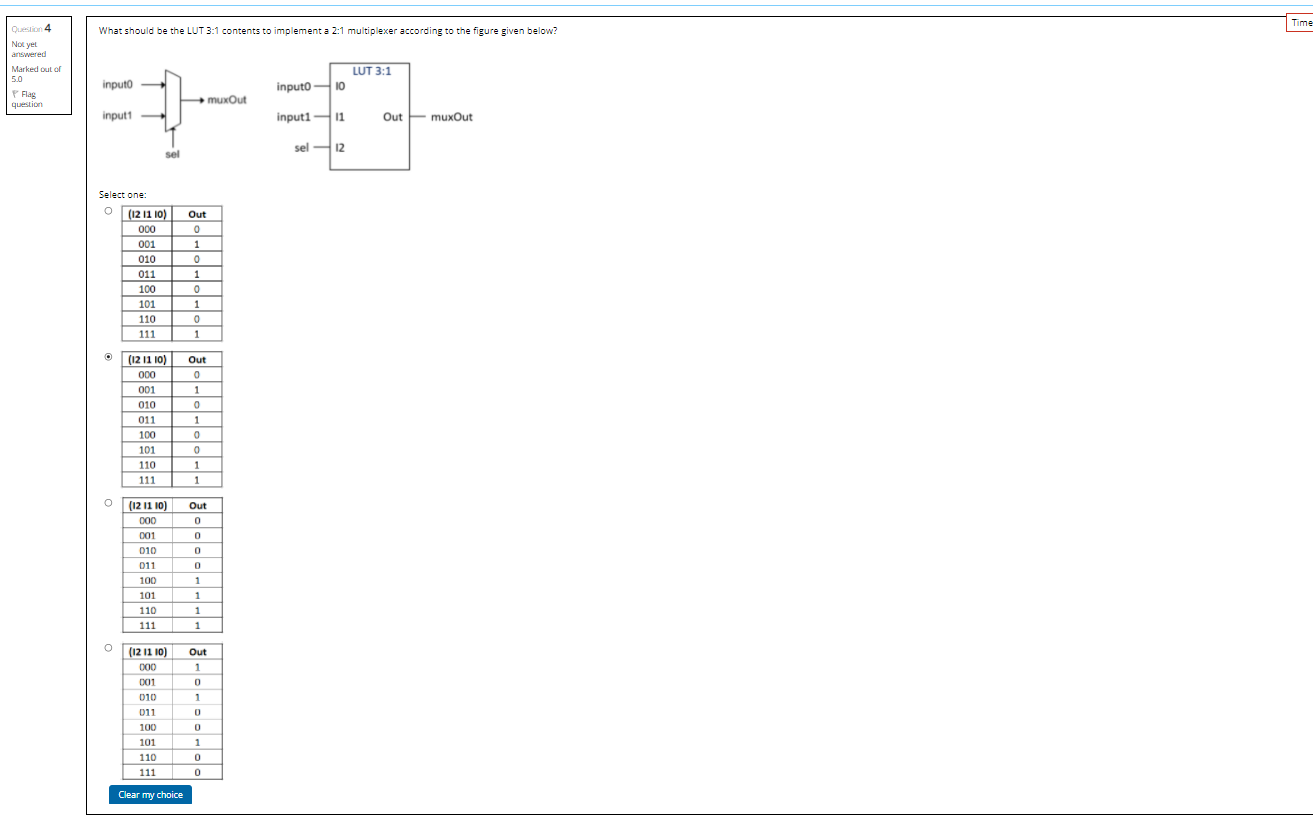 Question 4
Not yet
answered
Marked out of
5.0
Flag
question
Time
What should be the LUT 3:1 contents to implement a 2:1 multiplexer according to the figure given below?
input0
input1
muxOut
sel
LUT 3:1
input0 I0
input1 I1 Out muxOut
sel I2
Select one:
(I2 I1 I0) Out
000 0
001 1
010 0
011 1
100 0
101 1
110 0
111 1
(I2 I1 I0) Out
000 0
001 1
010 0
011 1
100 0
101 0
110 1
111 1
(I2 I1 I0) Out
000 0
001 0
010 0
011 0
100 1
101 1
110 1
111 1
(I2 I1 I0) Out
000 1
001 0
010 1
011 0
100 0
101 1
110 0
111 0
Clear my choice